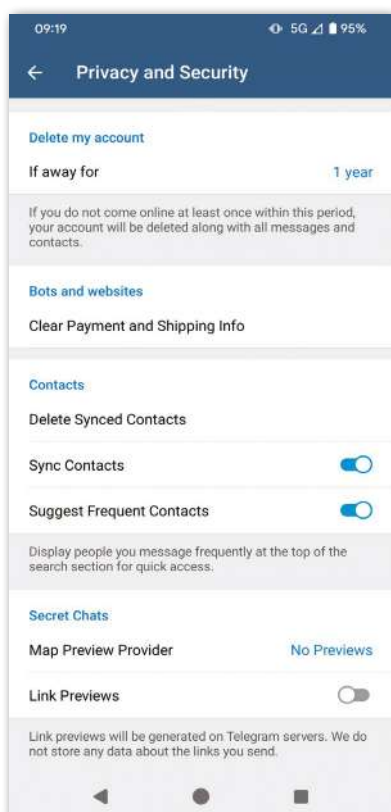 09:19 5G 95%
Privacy and Security
Delete my account
If away for 1 year
If you do not come online at least once within this period,
your account will be deleted along with all messages and
contacts.
Bots and websites
Clear Payment and Shipping Info
Contacts
Delete Synced Contacts
Sync Contacts
Suggest Frequent Contacts
Display people you message frequently at the top of the
search section for quick access.
Secret Chats
Map Preview Provider No Previews
Link Previews
Link previews will be generated on Telegram servers. We do
not store any data about the links you send.